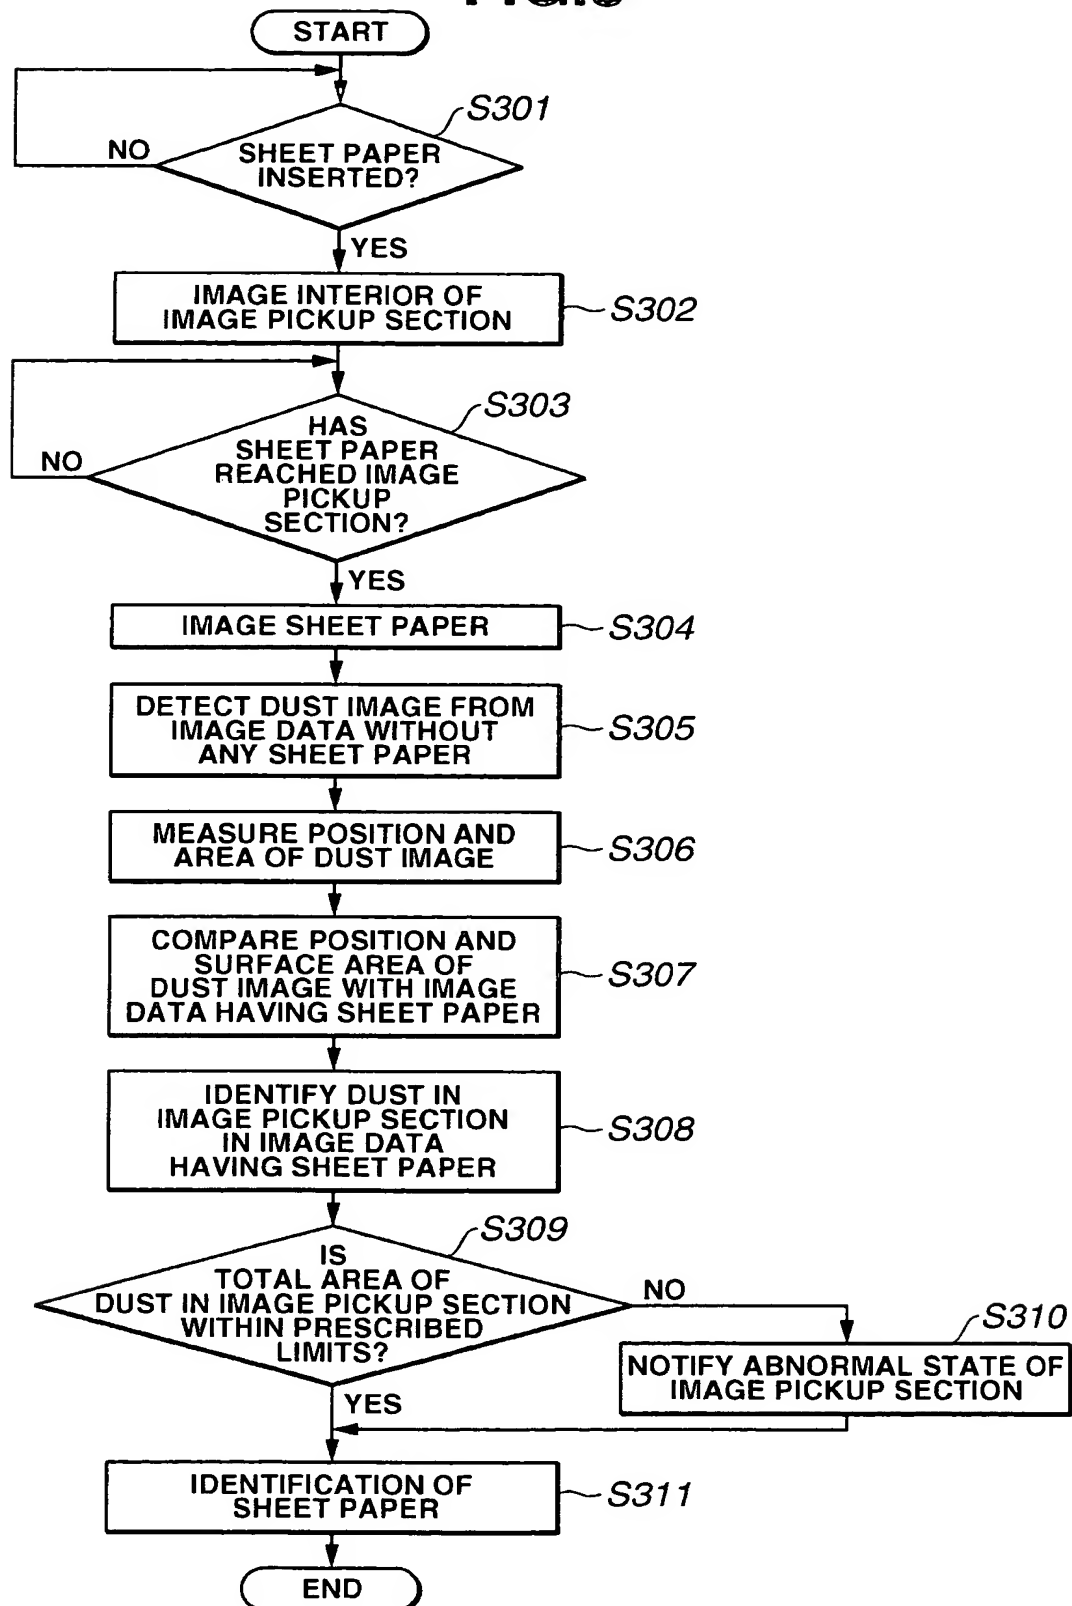 START
S301
NO
SHEET PAPER
INSERTED?
YES
IMAGE INTERIOR OF
IMAGE PICKUP SECTION
S302
S303
HAS
SHEET PAPER
REACHED IMAGE
PICKUP
SECTION?
NO
YES
IMAGE SHEET PAPER
S304
DETECT DUST IMAGE FROM
IMAGE DATA WITHOUT
ANY SHEET PAPER
S305
MEASURE POSITION AND
AREA OF DUST IMAGE
S306
COMPARE POSITION AND
SURFACE AREA OF
DUST IMAGE WITH IMAGE
DATA HAVING SHEET PAPER
S307
IDENTIFY DUST IN
IMAGE PICKUP SECTION
IN IMAGE DATA
HAVING SHEET PAPER
S308
S309
IS
TOTAL AREA OF
DUST IN IMAGE PICKUP SECTION
WITHIN PRESCRIBED
LIMITS?
NO
S310
NOTIFY ABNORMAL STATE OF
IMAGE PICKUP SECTION
YES
IDENTIFICATION OF
SHEET PAPER
S311
END